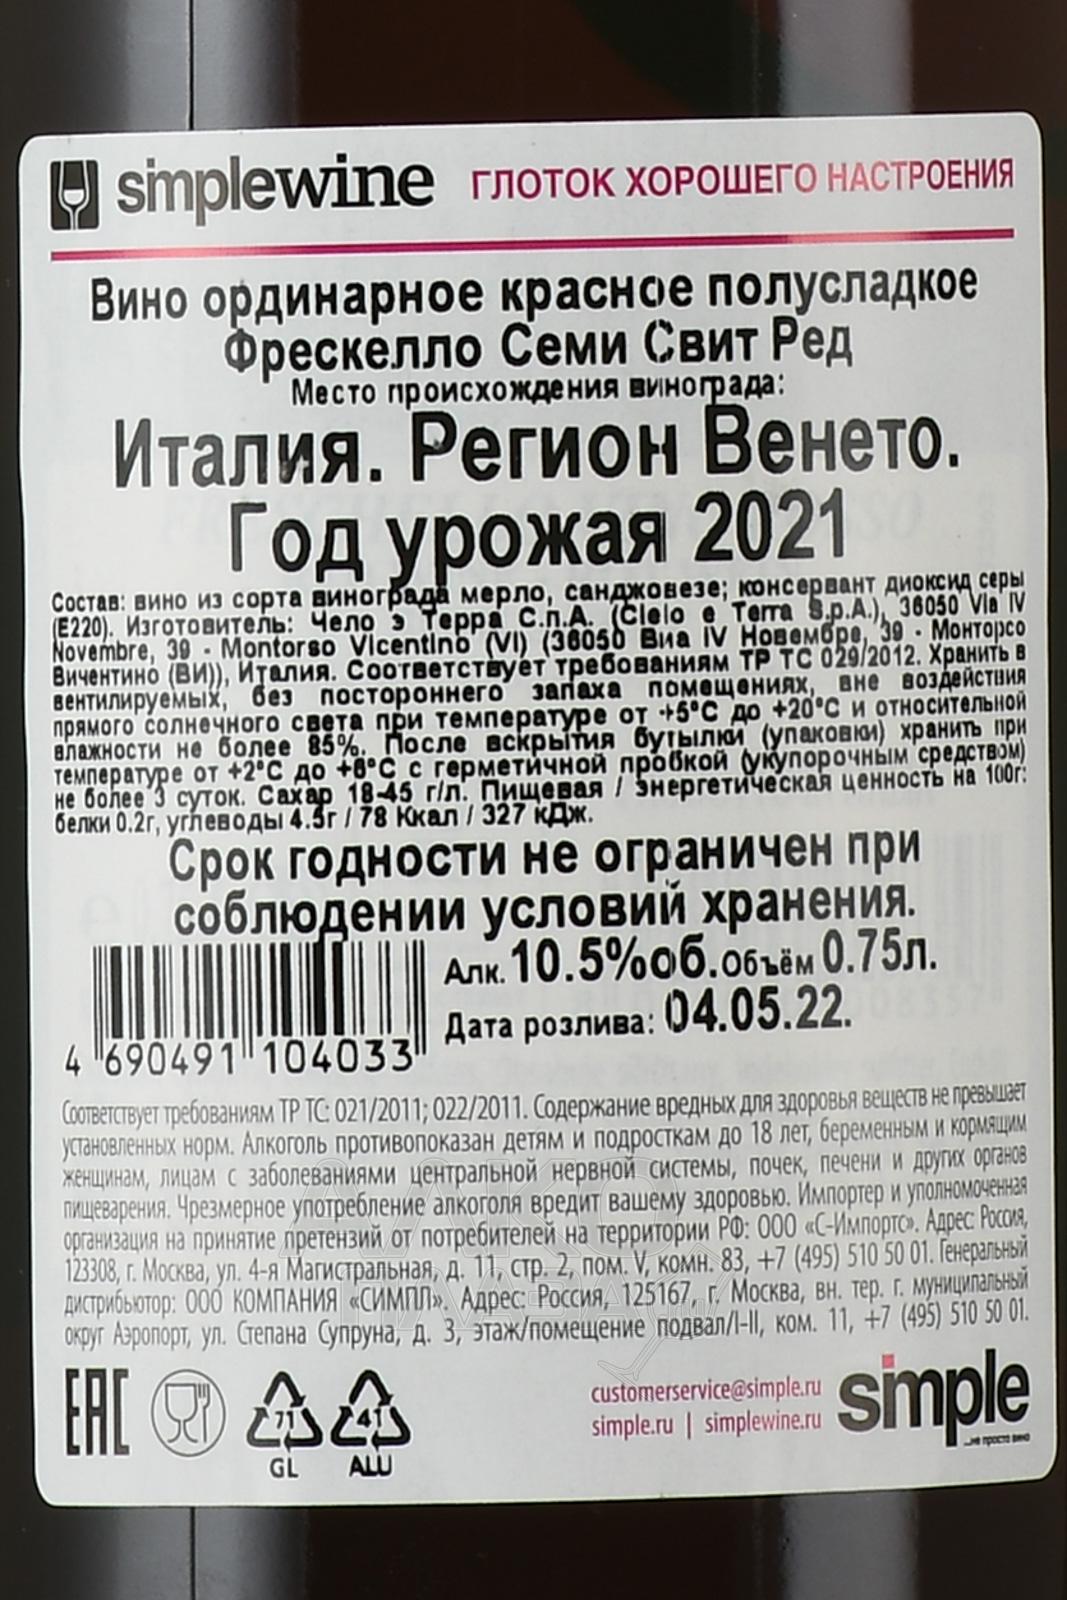 simplewine ГЛОТОК ХОРОШЕГО НАСТРОЕНИЯ
Вино ординарное красное полусладкое
Фрескелло Семи Свит Ред
Место происхождения винограда:
Италия. Регион Венето.
Год урожая 2021
Состав: вино из сорта винограда мерло, санджовезе; консервант диоксид серы
(E220). Изготовитель: Чело э Терра С.п.А. (Cielo e Terra S.p.A.), 36050 Via IV
Novembre, 39 - Montorso Vicentino (VI) (36050 Виа IV Новембре, 39 - Монторсо
Вичентино (ВИ)), Италия. Соответствует требованиям ТР ТС 029/2012. Хранить в
вентилируемых, без постороннего запаха помещениях, вне воздействия
прямого солнечного света при температуре от +5°C до +20°C и относительной
влажности не более 85%. После вскрытия бутылки (упаковки) хранить при
температуре от +2°C до +6°C с герметичной пробкой (укупорочным средством)
не более 3 суток. Сахар 18-45 г/л. Пищевая / энергетическая ценность на 100г:
белки 0.2г, углеводы 4.5г / 78 Ккал / 327 кДж.
Срок годности не ограничен при
соблюдении условий хранения.
Алк. 10.5%об. Объём 0.75л.
Дата розлива: 04.05.22.
4 690491 104033
Соответствует требованиям ТР ТС: 021/2011; 022/2011. Содержание вредных для здоровья веществ не превышает
установленных норм. Алкоголь противопоказан детям и подросткам до 18 лет, беременным и кормящим
женщинам, лицам с заболеваниями центральной нервной системы, почек, печени и других органов
пищеварения. Чрезмерное употребление алкоголя вредит вашему здоровью. Импортер и уполномоченная
организация на принятие претензий от потребителей на территории РФ: ООО «С-Импортс». Адрес: Россия,
123308, г. Москва, ул. 4-я Магистральная, д. 11, стр. 2, пом. V, комн. 83, +7 (495) 510 50 01. Генеральный
дистрибьютор: ООО КОМПАНИЯ «СИМПЛ». Адрес: Россия, 125167, г. Москва, вн. тер. г. муниципальный
округ Аэропорт, ул. Степана Супруна, д. 3, этаж/помещение подвал/I-II, ком. 11, +7 (495) 510 50 01.
EAC
71
GL
41
ALU
customerservice@simple.ru
simple.ru | simplewine.ru
simple
...не просто вино